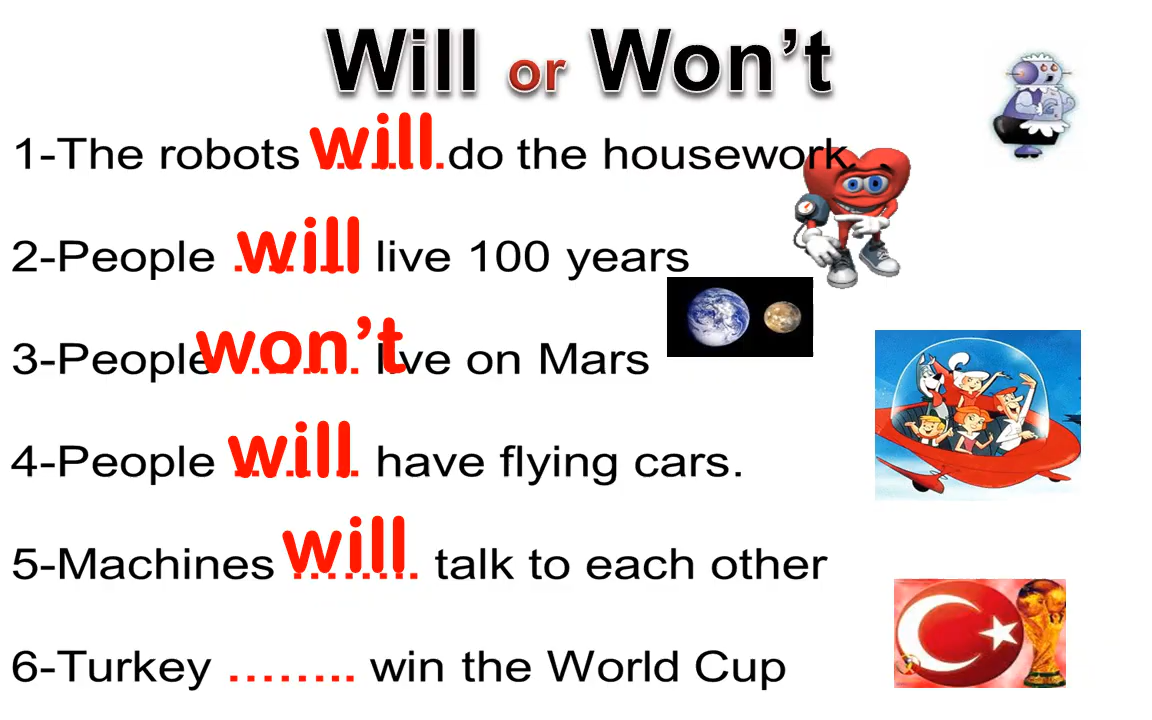 Will or Won't
1-The robots will do the housework.
2-People will live 100 years
3-People won't live on Mars
4-People will have flying cars.
5-Machines will talk to each other
6-Turkey ........ win the World Cup